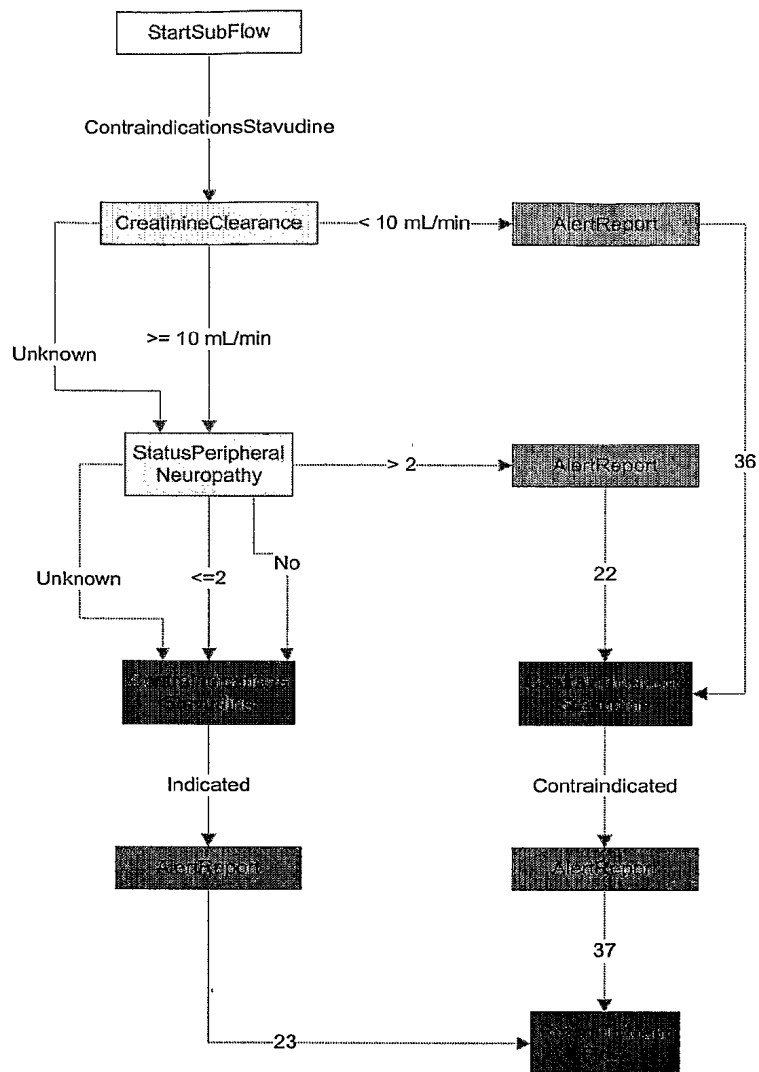 StartSubFlow
ContraindicationsStavudine
CreatinineClearance
< 10 mL/min
AlertReport
Unknown
>= 10 mL/min
StatusPeripheral
Neuropathy
> 2
AlertReport
36
Unknown
<=2
No
22
Indicated
Contraindicated
AlertReport
AlertReport
37
23